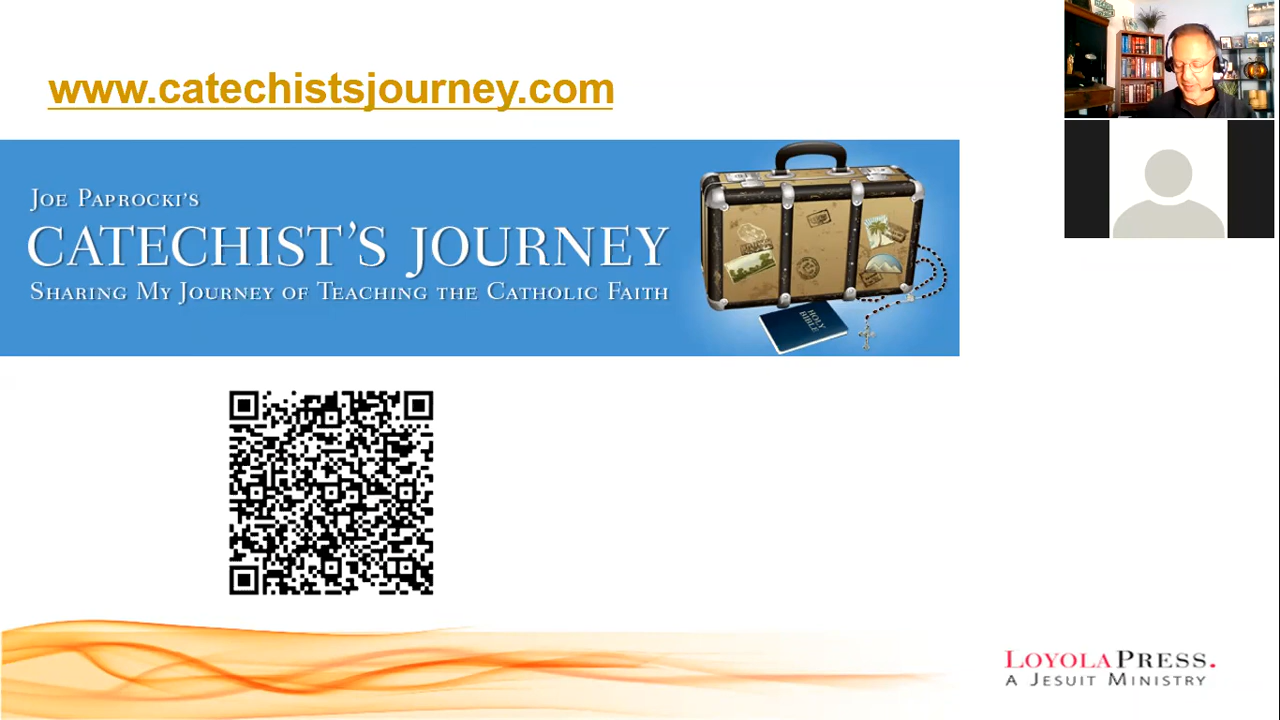 www.catechistsjourney.com
Joe Paprocki's
Catechist's Journey
Sharing My Journey of Teaching the Catholic Faith
HOLY
BIBLE
LOYOLAPRESS.
A JESUIT MINISTRY